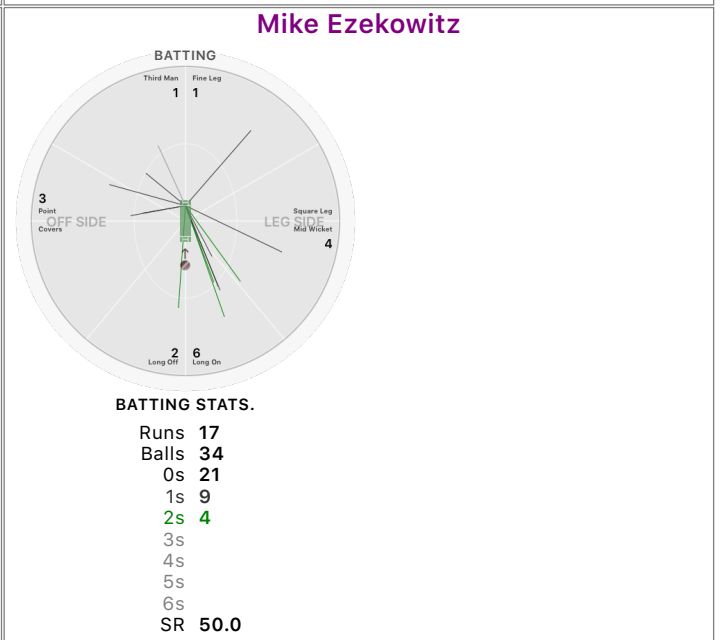 Mike Ezekowitz
BATTING
Third Man Fine Leg
1 1
3
Point Square Leg
OFF SIDE LEG SIDE
Covers Mid Wicket
4
2 6
Long Off Long On
BATTING STATS.
Runs 17
Balls 34
0s 21
1s 9
2s 4
3s
4s
5s
6s
SR 50.0